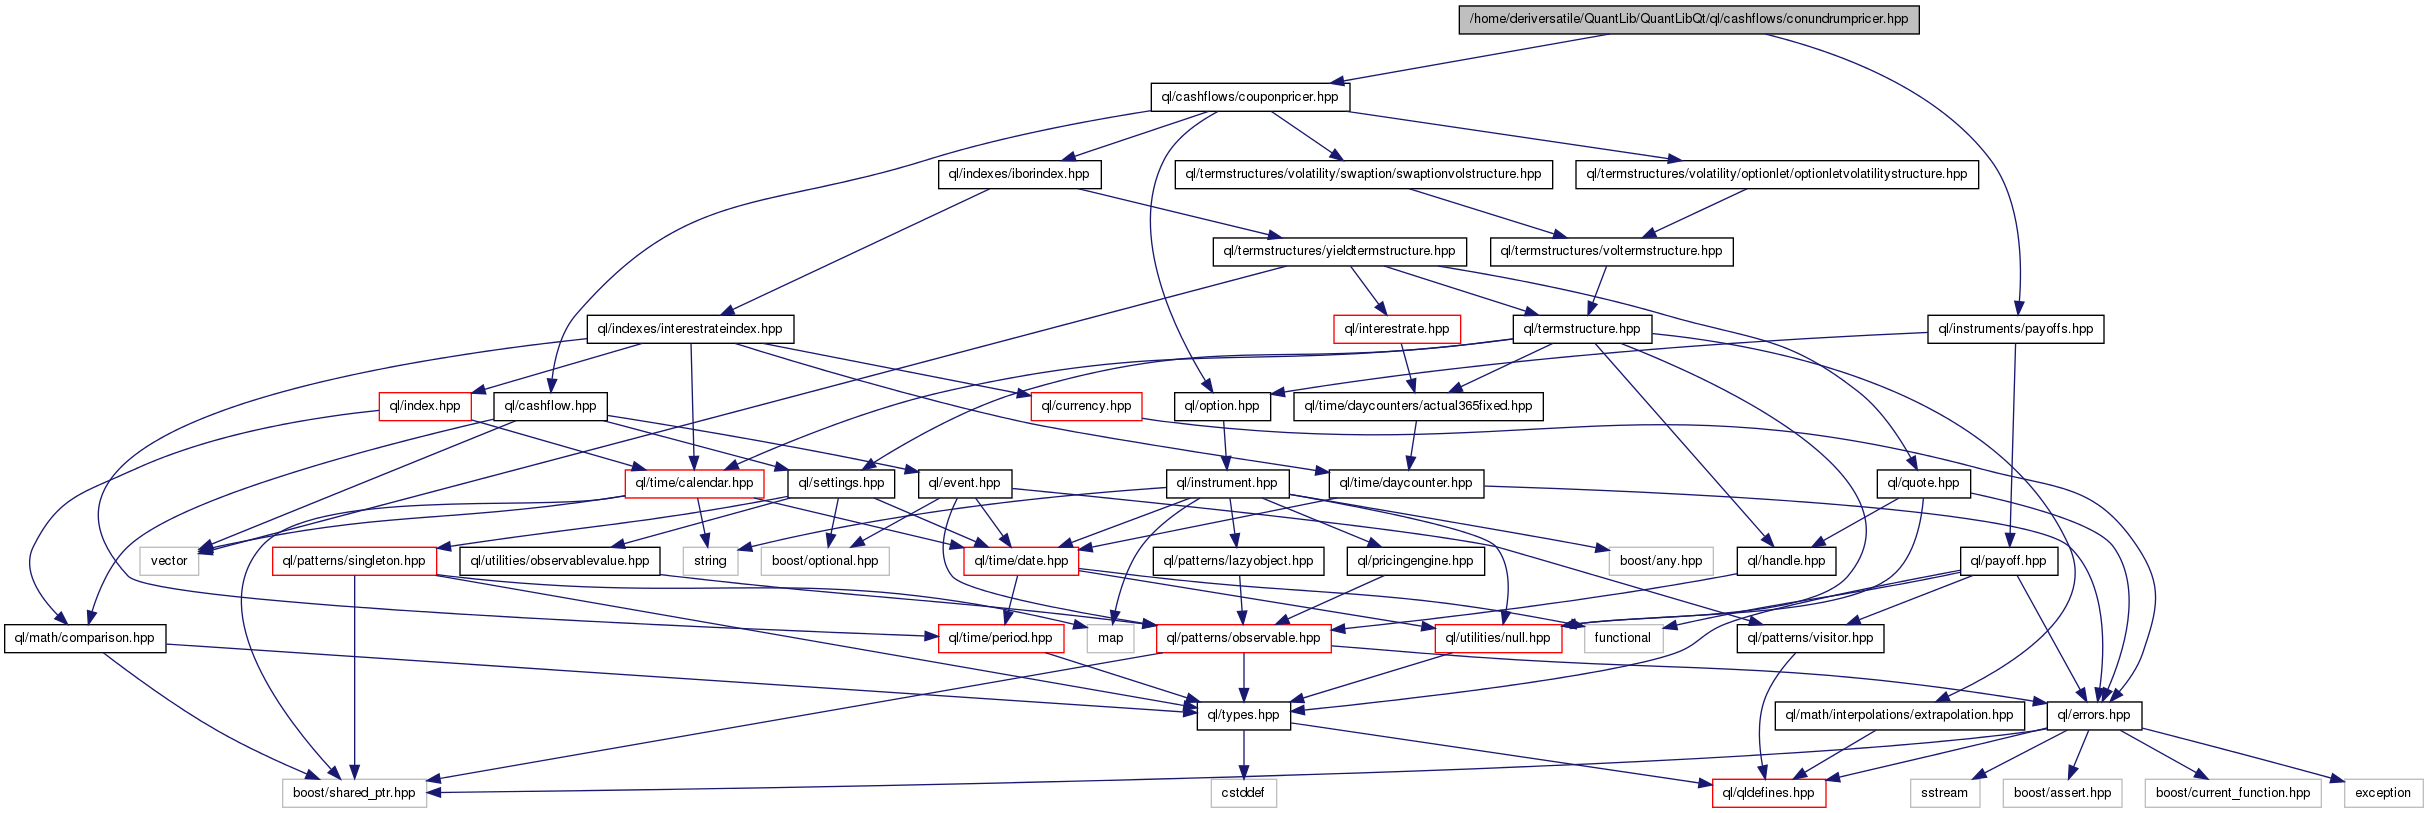 /home/deriversatile/QuantLib/QuantLibQt/ql/cashflows/conundrumpricer.hpp
ql/cashflows/couponpricer.hpp
ql/indexes/iborindex.hpp
ql/termstructures/volatility/swaption/swaptionvolstructure.hpp
ql/termstructures/volatility/optionlet/optionletvolatilitystructure.hpp
ql/termstructures/yieldtermstructure.hpp
ql/termstructures/voltermstructure.hpp
ql/indexes/interestrateindex.hpp
ql/interestrate.hpp
ql/termstructure.hpp
ql/instruments/payoffs.hpp
ql/index.hpp
ql/cashflow.hpp
ql/currency.hpp
ql/option.hpp
ql/time/daycounters/actual365fixed.hpp
ql/time/calendar.hpp
ql/settings.hpp
ql/event.hpp
ql/instrument.hpp
ql/time/daycounter.hpp
ql/quote.hpp
vector
ql/patterns/singleton.hpp
ql/utilities/observablevalue.hpp
string
boost/optional.hpp
ql/time/date.hpp
ql/patterns/lazyobject.hpp
ql/pricingengine.hpp
boost/any.hpp
ql/handle.hpp
ql/payoff.hpp
ql/math/comparison.hpp
ql/time/period.hpp
map
ql/patterns/observable.hpp
ql/utilities/null.hpp
functional
ql/patterns/visitor.hpp
ql/types.hpp
ql/math/interpolations/extrapolation.hpp
ql/errors.hpp
boost/shared_ptr.hpp
cstddef
ql/qldefines.hpp
sstream
boost/assert.hpp
boost/current_function.hpp
exception